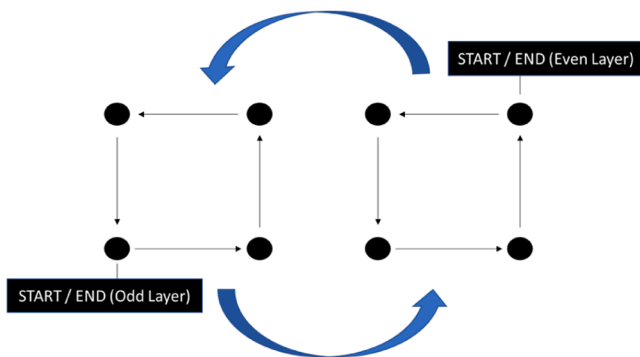 START / END (Even Layer)
START / END (Odd Layer)